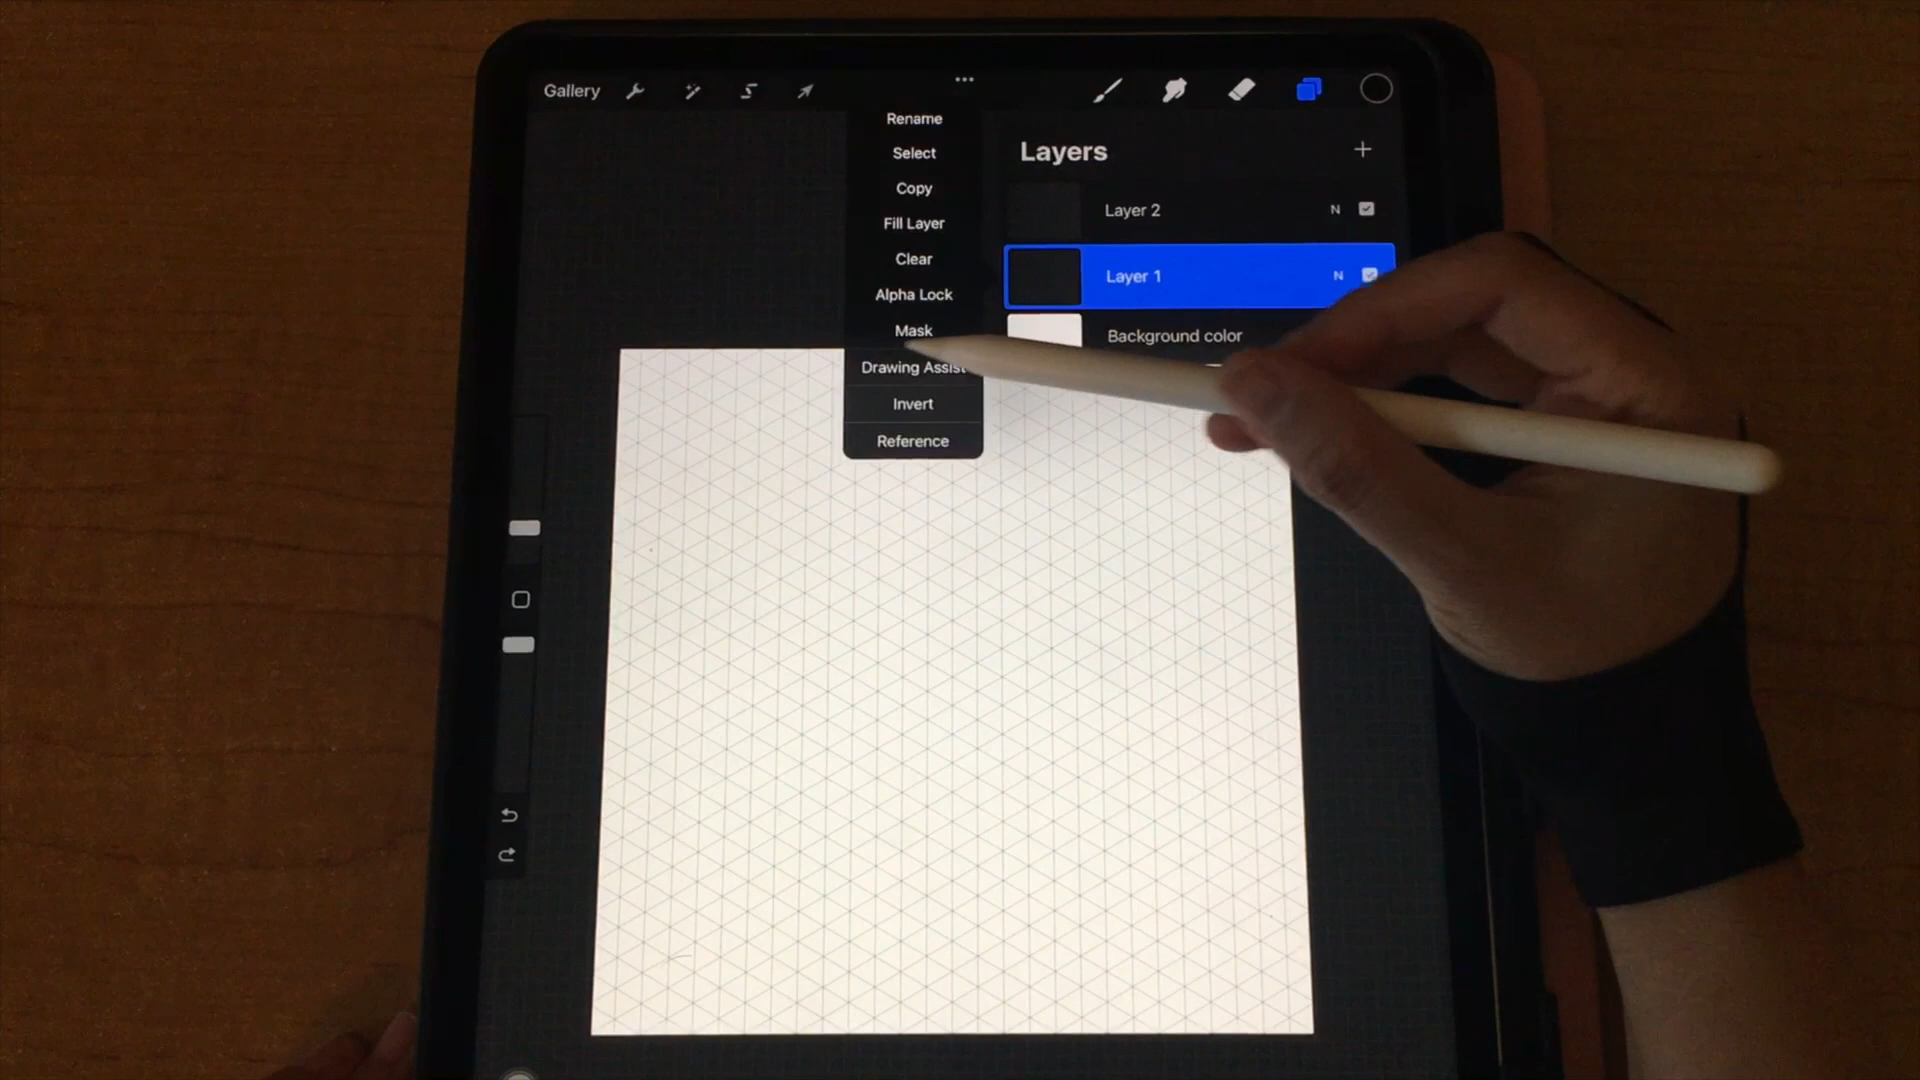 Gallery
Rename
Select
Copy
Fill Layer
Clear
Alpha Lock
Mask
Drawing Assist
Invert
Reference
Layers
Layer 2 N
Layer 1 N
Background color